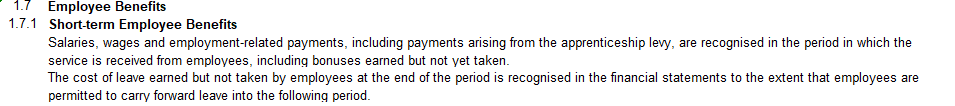 1.7 Employee Benefits
1.7.1 Short-term Employee Benefits
Salaries, wages and employment-related payments, including payments arising from the apprenticeship levy, are recognised in the period in which the
service is received from employees, including bonuses earned but not yet taken.
The cost of leave earned but not taken by employees at the end of the period is recognised in the financial statements to the extent that employees are
permitted to carry forward leave into the following period.